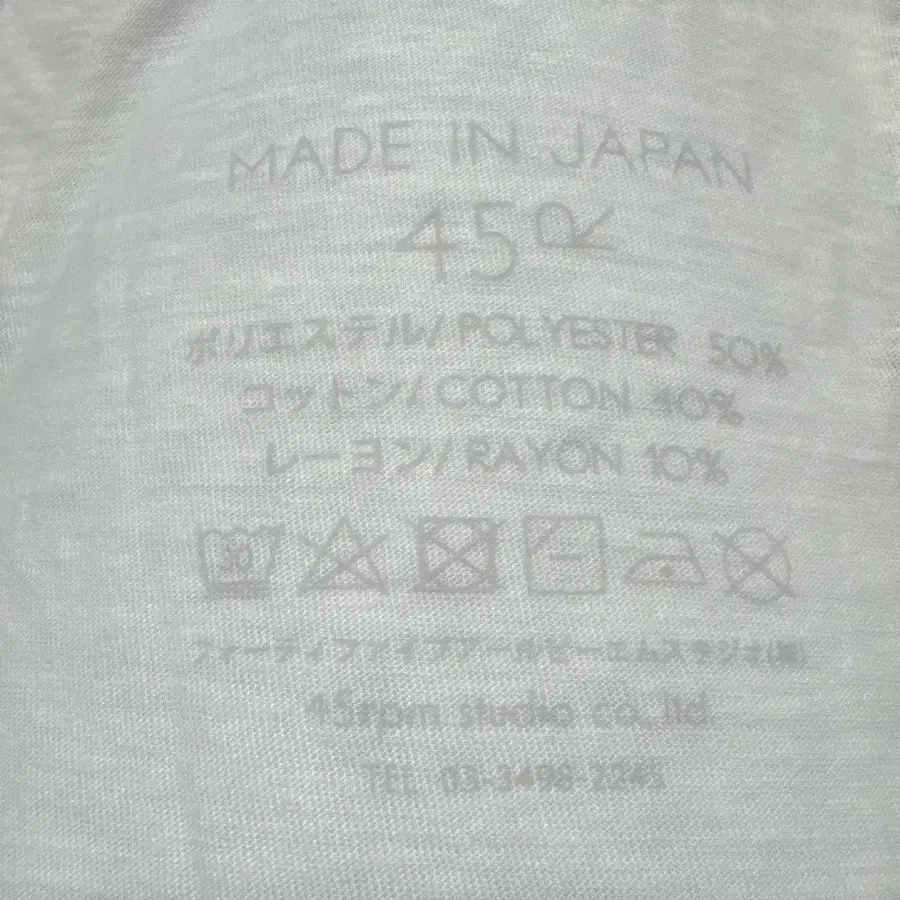 MADE IN JAPAN
45R
ポリエステル/POLYESTER 50%
コットン/COTTON 40%
レーヨン/RAYON 10%
30
フォーティファイブアールピーエムスタジオ(株)
45rpm studio co.,ltd.
TEL 03-3498-2245